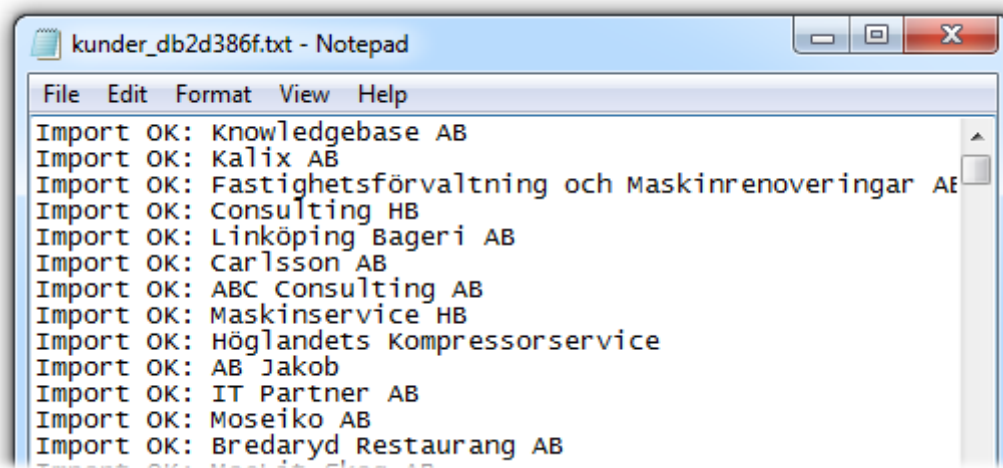 kunder_db2d386f.txt - Notepad
File Edit Format View Help
Import OK: Knowledgebase AB
Import OK: Kalix AB
Import OK: Fastighetsförvaltning och Maskinrenoveringar AB
Import OK: Consulting HB
Import OK: Linköping Bageri AB
Import OK: Carlsson AB
Import OK: ABC Consulting AB
Import OK: Maskinservice HB
Import OK: Höglandets Kompressorservice
Import OK: AB Jakob
Import OK: IT Partner AB
Import OK: Moseiko AB
Import OK: Bredaryd Restaurang AB
Import OK: